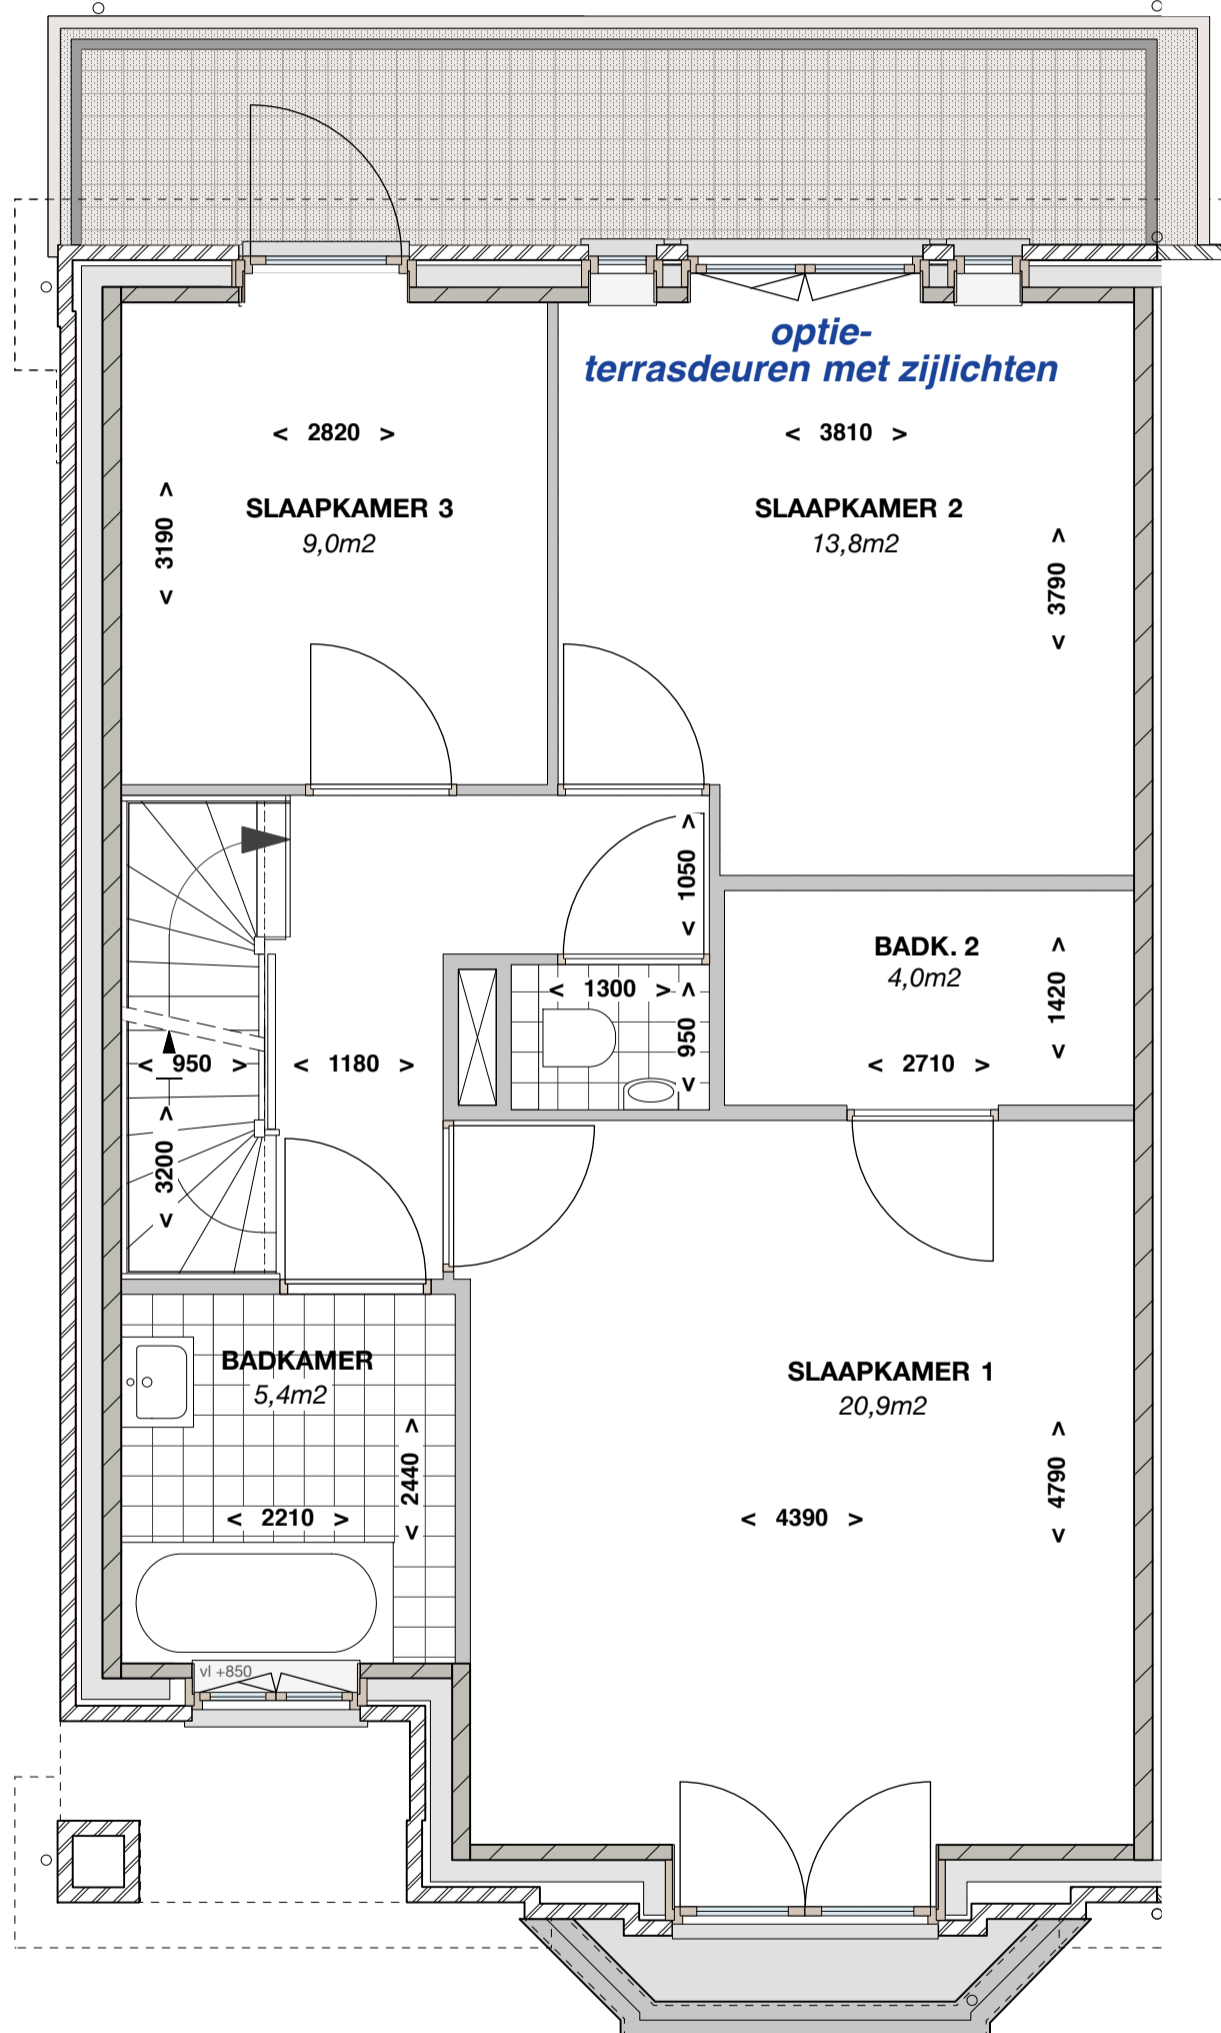 optie-
terrasdeuren met zijlichten
< 2820 >
< 3810 >
SLAAPKAMER 3
9,0m2
< 3190 >
SLAAPKAMER 2
13,8m2
< 3790 >
< 1050 >
BADK. 2
4,0m2
< 1420 >
< 1300 >
< 950 >
< 950 >
< 1180 >
< 2710 >
< 3200 >
BADKAMER
5,4m2
SLAAPKAMER 1
20,9m2
< 2440 >
< 4790 >
< 2210 >
< 4390 >
vl +850